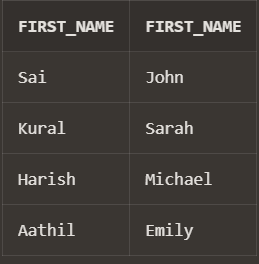 FIRST_NAME FIRST_NAME
Sai John
Kural Sarah
Harish Michael
Aathil Emily